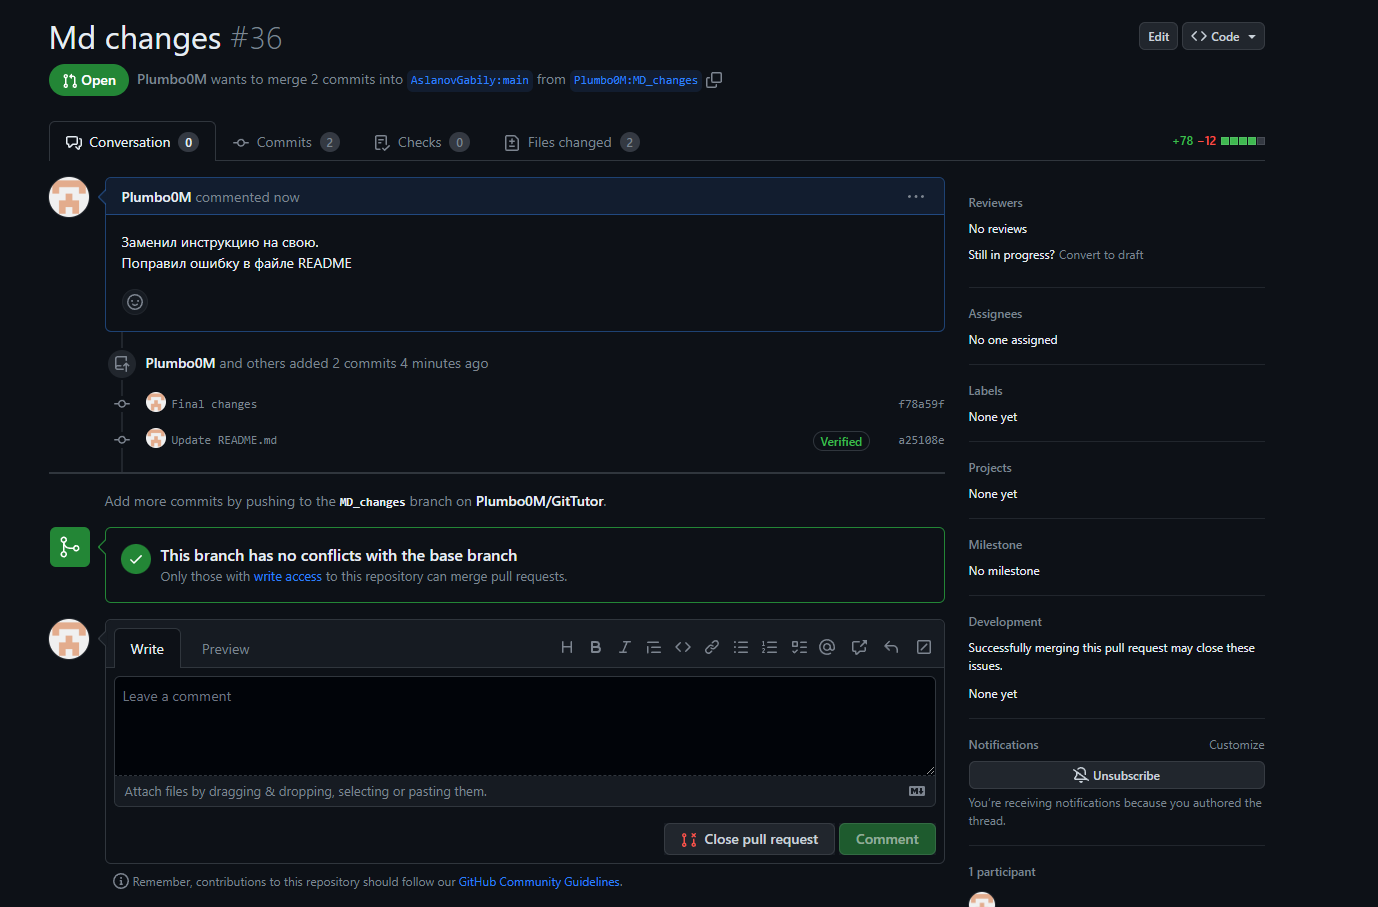 Md changes #36
Edit
Code
Open
Plumbo0M wants to merge 2 commits into AslanovGabily:main from Plumbo0M:MD_changes
Conversation 0
Commits 2
Checks 0
Files changed 2
+78 −12
Plumbo0M commented now
Заменил инструкцию на свою.
Поправил ошибку в файле README
Plumbo0M and others added 2 commits 4 minutes ago
Final changes f78a59f
Update README.md Verified a25108e
Add more commits by pushing to the MD_changes branch on Plumbo0M/GitTutor.
This branch has no conflicts with the base branch
Only those with write access to this repository can merge pull requests.
Write
Preview
Leave a comment
Attach files by dragging & dropping, selecting or pasting them.
Close pull request
Comment
Remember, contributions to this repository should follow our GitHub Community Guidelines.
Reviewers
No reviews
Still in progress? Convert to draft
Assignees
No one assigned
Labels
None yet
Projects
None yet
Milestone
No milestone
Development
Successfully merging this pull request may close these
issues.
None yet
Notifications
Customize
Unsubscribe
You're receiving notifications because you authored the
thread.
1 participant